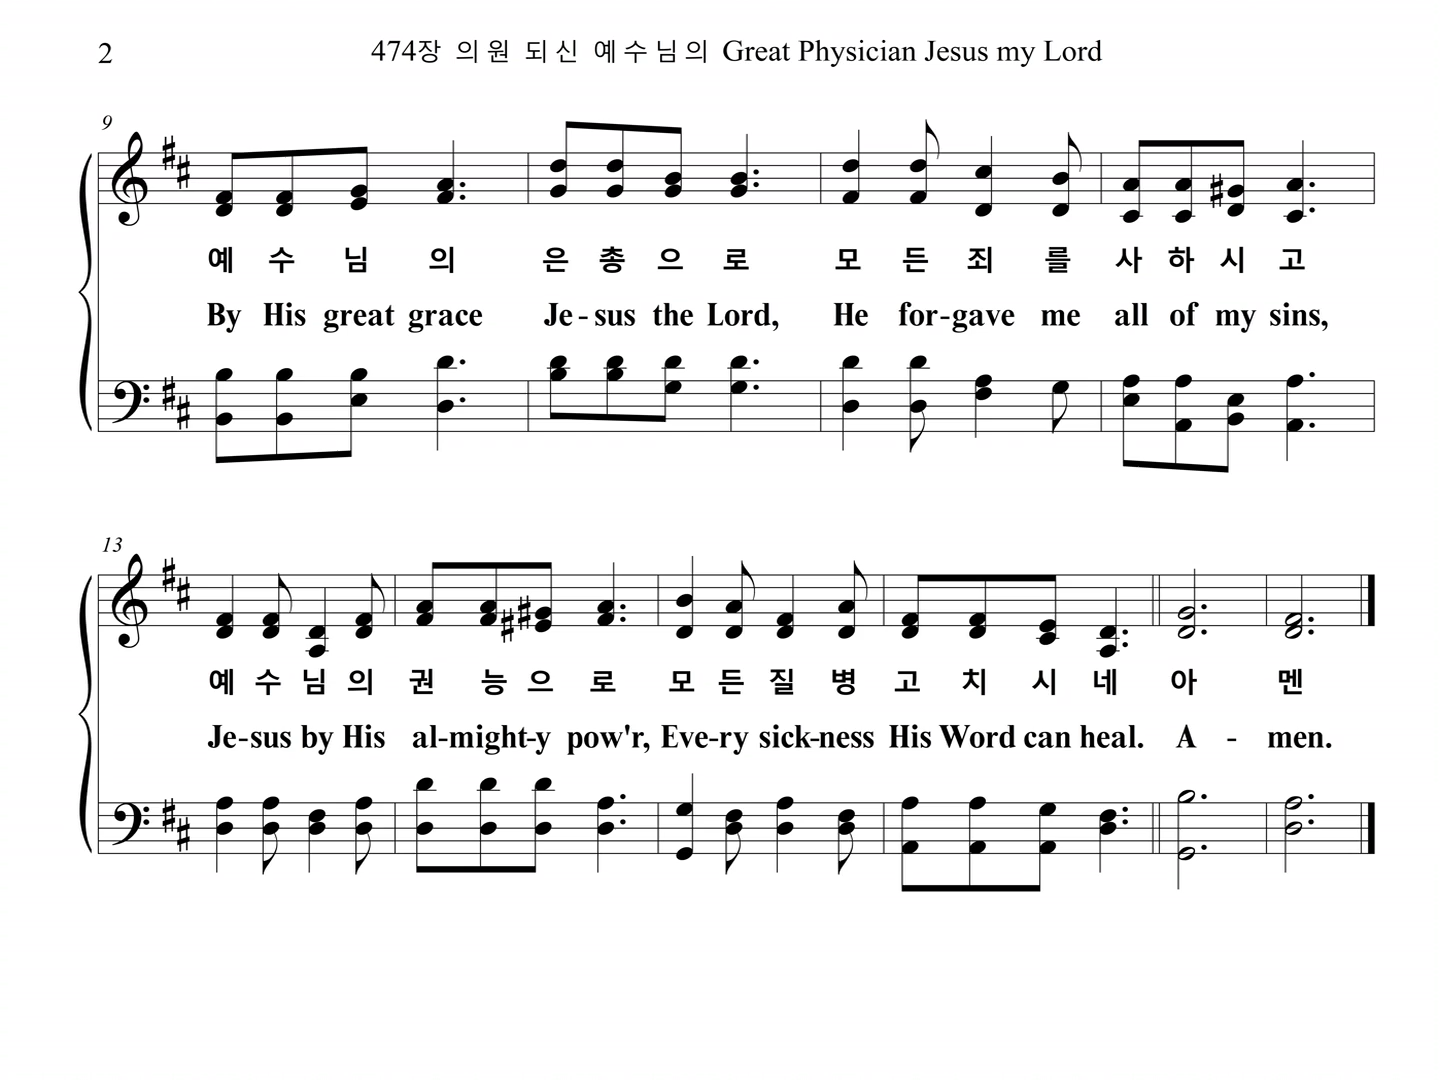 2
474장 의원 되신 예수님의 Great Physician Jesus my Lord
9
예 수 님 의 은 총 으 로 모 든 죄 를 사 하 시 고
By His great grace Je-sus the Lord, He for-gave me all of my sins,
13
예 수 님 의 권 능 으 로 모 든 질 병 고 치 시 네 아 멘
Je-sus by His al-might-y pow'r, Eve-ry sick-ness His Word can heal. A - men.